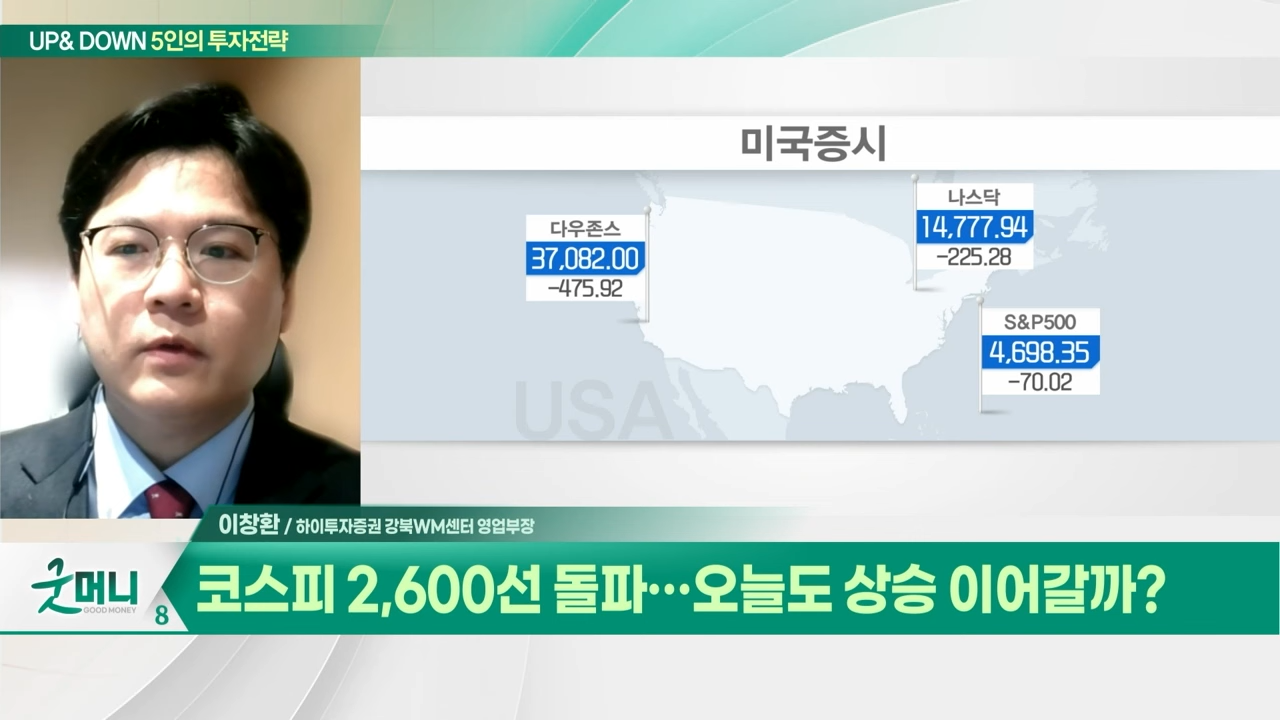 UP& DOWN 5인의 투자전략
미국증시
다우존스
37,082.00
-475.92
나스닥
14,777.94
-225.28
S&P500
4,698.35
-70.02
USA
이창환 / 하이투자증권 강북WM센터 영업부장
굿머니
GOOD MONEY
8
코스피 2,600선 돌파…오늘도 상승 이어갈까?